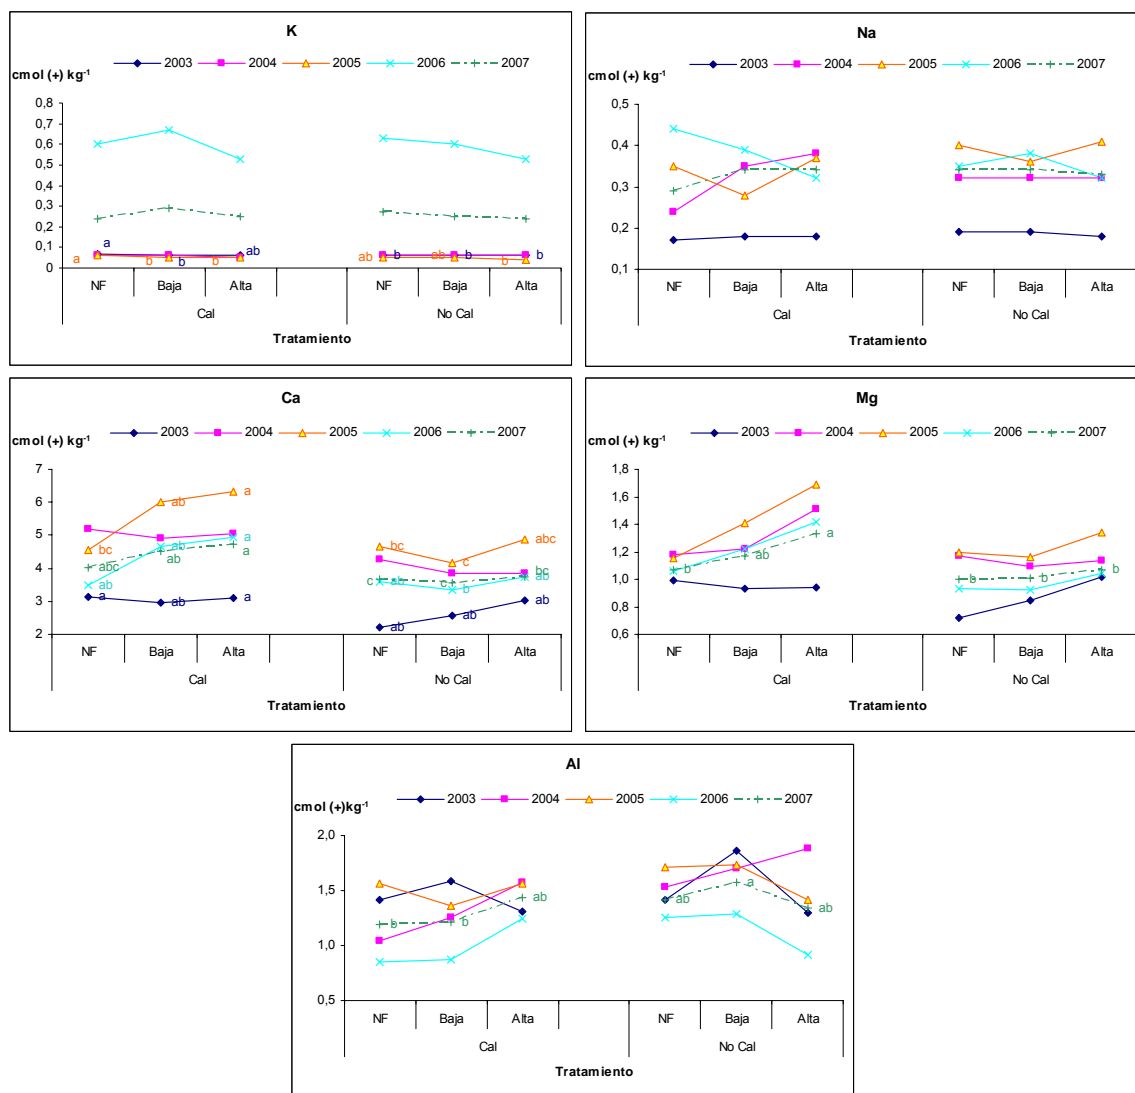 K
cmol (+) kg-1
2003 2004 2005 2006 2007
0,8
0,7
0,6
0,5
0,4
0,3
0,2
0,1
0
a ab
a b b b ab b ab b b b
NF Baja Alta NF Baja Alta
Cal No Cal
Tratamiento
Na
cmol (+) kg-1
2003 2004 2005 2006 2007
0,5
0,4
0,3
0,2
0,1
NF Baja Alta NF Baja Alta
Cal No Cal
Tratamiento
Ca
cmol (+) kg-1
2003 2004 2005 2006 2007
7
6
5
4
3
2
ab a
bc ab a bc c abc
abc ab a c ab c b bc ab
ab a ab a ab ab ab
NF Baja Alta NF Baja Alta
Cal No Cal
Tratamiento
Mg
cmol (+) kg-1
2003 2004 2005 2006 2007
1,8
1,6
1,4
1,2
1,0
0,8
0,6
b ab a b b b
NF Baja Alta NF Baja Alta
Cal No Cal
Tratamiento
Al
cmol (+)kg-1
2003 2004 2005 2006 2007
2,0
1,5
1,0
0,5
b b ab ab a ab
NF Baja Alta NF Baja Alta
Cal No Cal
Tratamiento